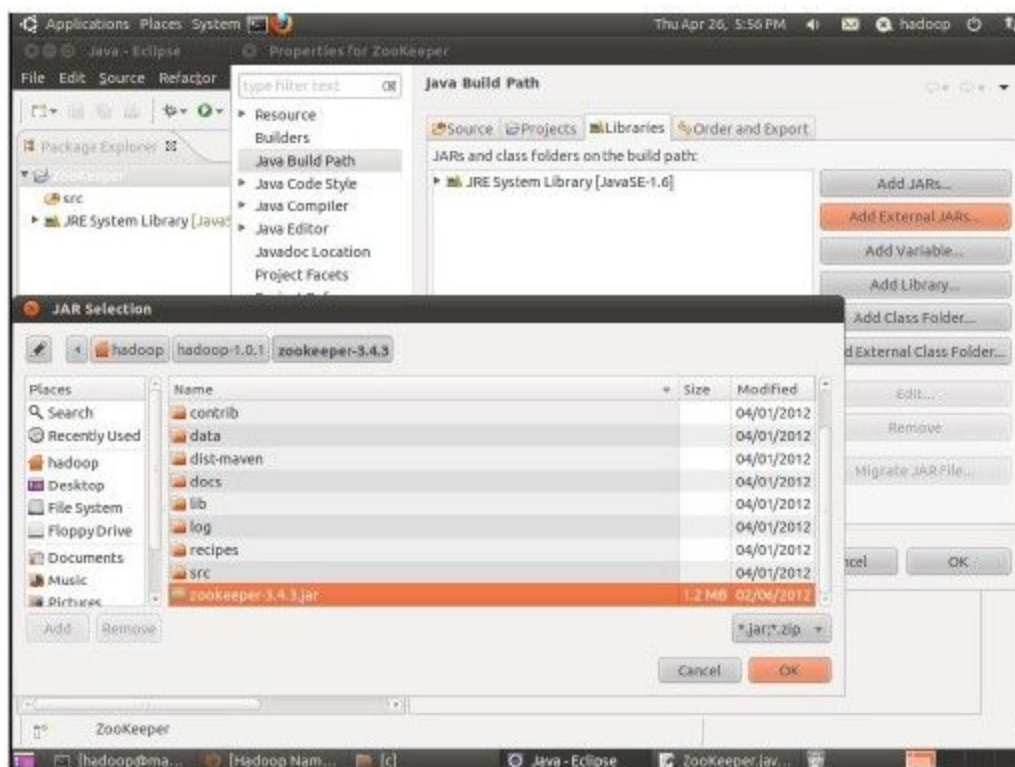 Applications Places System
Thu Apr 26, 5:56 PM hadoop
Java - Eclipse
Properties for ZooKeeper
File Edit Source Refactor
type filter text
Java Build Path
Resource
Builders
Java Build Path
Java Code Style
Java Compiler
Java Editor
Javadoc Location
Project Facets
Package Explorer
ZooKeeper
src
JRE System Library
Source Projects Libraries Order and Export
JARs and class folders on the build path:
JRE System Library [JavaSE-1.6]
Add JARs...
Add External JARs...
Add Variable...
Add Library...
Add Class Folder...
External Class Folder...
Edit...
Remove
Migrate JAR File...
OK
JAR Selection
hadoop hadoop-1.0.1 zookeeper-3.4.3
Places
Search
Recently Used
hadoop
Desktop
File System
Floppy Drive
Documents
Music
Pictures
Name Size Modified
contrib 04/01/2012
data 04/01/2012
dist-maven 04/01/2012
docs 04/01/2012
lib 04/01/2012
log 04/01/2012
recipes 04/01/2012
src 04/01/2012
zookeeper-3.4.3.jar 1.2 MB 02/06/2012
Add Remove
*.jar;*.zip
Cancel OK
ZooKeeper
[hadoop@ma... [Hadoop Nam... [c] Java - Eclipse ZooKeeper.jav...